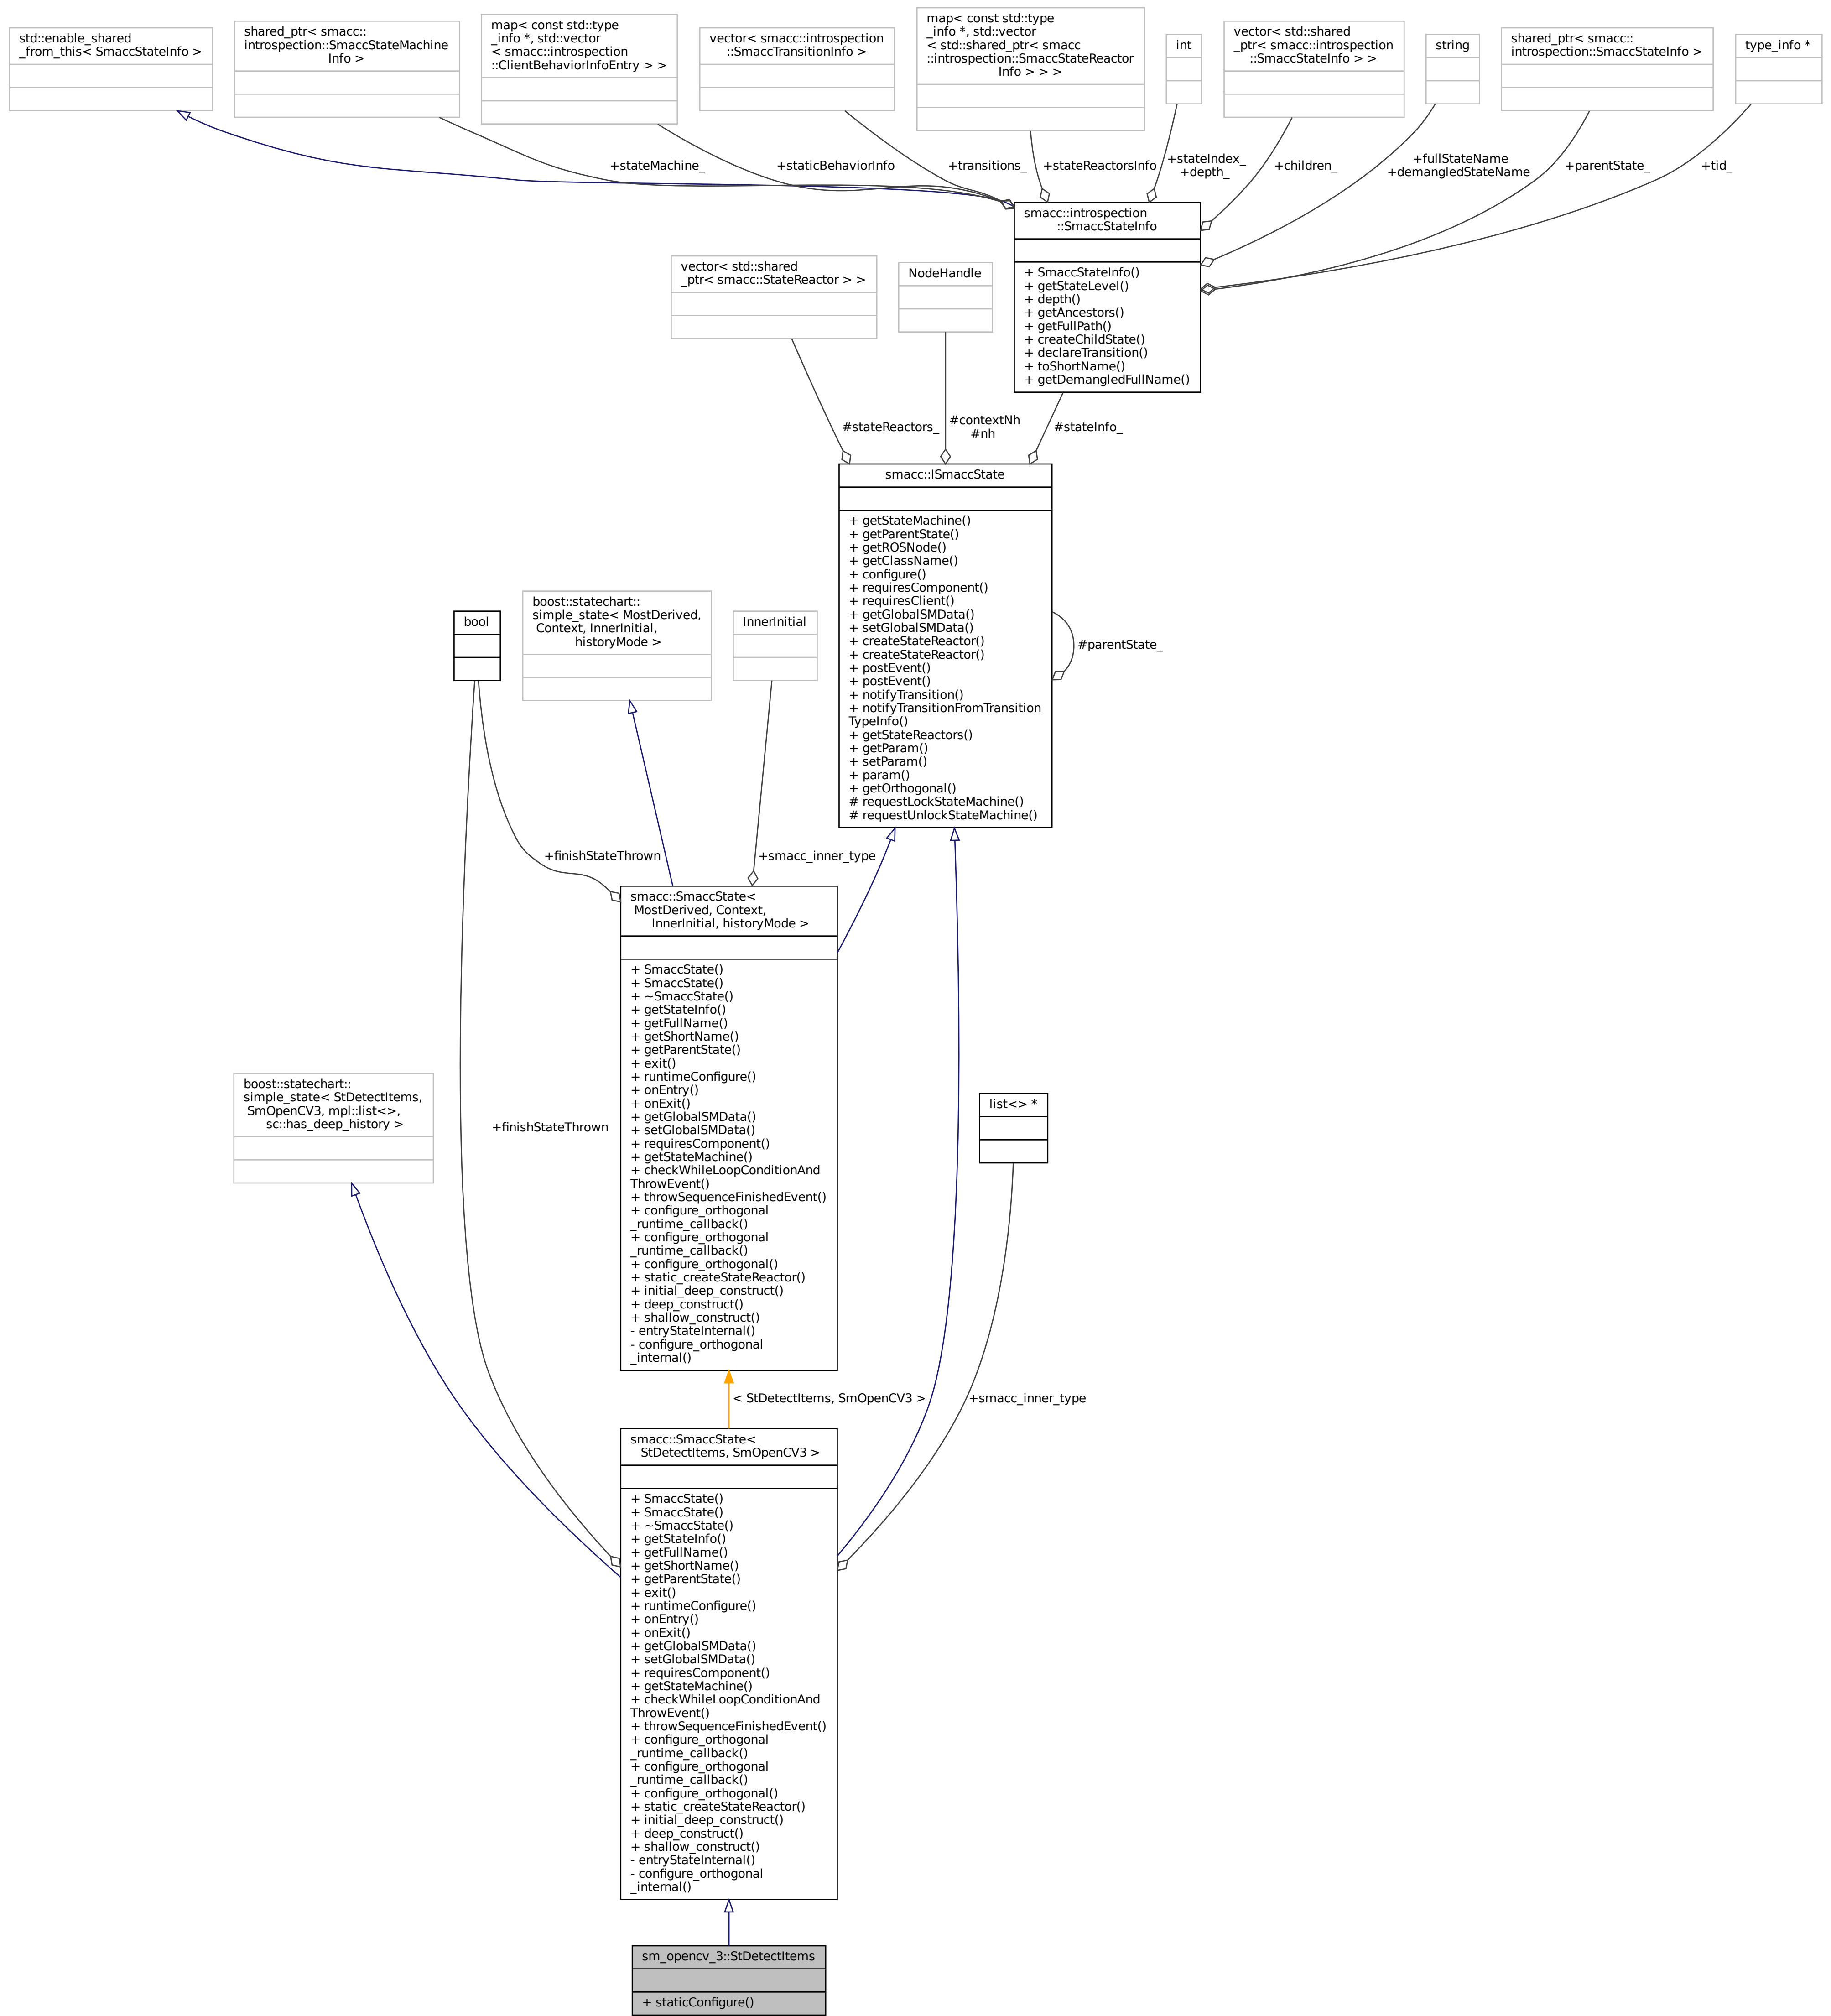 std::enable_shared
_from_this< SmaccStateInfo >
shared_ptr< smacc::
introspection::SmaccStateMachine
Info >
map< const std::type
_info *, std::vector
< smacc::introspection
::ClientBehaviorInfoEntry > >
vector< smacc::introspection
::SmaccTransitionInfo >
map< const std::type
_info *, std::vector
< std::shared_ptr< smacc
::introspection::SmaccStateReactor
Info > > >
int
vector< std::shared
_ptr< smacc::introspection
::SmaccStateInfo > >
string
shared_ptr< smacc::
introspection::SmaccStateInfo >
type_info *
+stateMachine_
+staticBehaviorInfo
+transitions_
+stateReactorsInfo
+stateIndex_
+depth_
+children_
+fullStateName
+demangledStateName
+parentState_
+tid_
smacc::introspection
::SmaccStateInfo
+ SmaccStateInfo()
+ getStateLevel()
+ depth()
+ getAncestors()
+ getFullPath()
+ createChildState()
+ declareTransition()
+ toShortName()
+ getDemangledFullName()
vector< std::shared
_ptr< smacc::StateReactor > >
NodeHandle
#stateReactors_
#contextNh
#nh
#stateInfo_
smacc::ISmaccState
+ getStateMachine()
+ getParentState()
+ getROSNode()
+ getClassName()
+ configure()
+ requiresComponent()
+ requiresClient()
+ getGlobalSMData()
+ setGlobalSMData()
+ createStateReactor()
+ createStateReactor()
+ postEvent()
+ postEvent()
+ notifyTransition()
+ notifyTransitionFromTransition
TypeInfo()
+ getStateReactors()
+ getParam()
+ setParam()
+ param()
+ getOrthogonal()
# requestLockStateMachine()
# requestUnlockStateMachine()
#parentState_
bool
boost::statechart::
simple_state< MostDerived,
Context, InnerInitial,
historyMode >
InnerInitial
+finishStateThrown
+smacc_inner_type
smacc::SmaccState<
MostDerived, Context,
InnerInitial, historyMode >
+ SmaccState()
+ SmaccState()
+ ~SmaccState()
+ getStateInfo()
+ getFullName()
+ getShortName()
+ getParentState()
+ exit()
+ runtimeConfigure()
+ onEntry()
+ onExit()
+ getGlobalSMData()
+ setGlobalSMData()
+ requiresComponent()
+ getStateMachine()
+ checkWhileLoopConditionAnd
ThrowEvent()
+ throwSequenceFinishedEvent()
+ configure_orthogonal
_runtime_callback()
+ configure_orthogonal
_runtime_callback()
+ configure_orthogonal()
+ static_createStateReactor()
+ initial_deep_construct()
+ deep_construct()
+ shallow_construct()
- entryStateInternal()
- configure_orthogonal
_internal()
boost::statechart::
simple_state< StDetectItems,
SmOpenCV3, mpl::list<>,
sc::has_deep_history >
+finishStateThrown
list<> *
< StDetectItems, SmOpenCV3 >
+smacc_inner_type
smacc::SmaccState<
StDetectItems, SmOpenCV3 >
+ SmaccState()
+ SmaccState()
+ ~SmaccState()
+ getStateInfo()
+ getFullName()
+ getShortName()
+ getParentState()
+ exit()
+ runtimeConfigure()
+ onEntry()
+ onExit()
+ getGlobalSMData()
+ setGlobalSMData()
+ requiresComponent()
+ getStateMachine()
+ checkWhileLoopConditionAnd
ThrowEvent()
+ throwSequenceFinishedEvent()
+ configure_orthogonal
_runtime_callback()
+ configure_orthogonal
_runtime_callback()
+ configure_orthogonal()
+ static_createStateReactor()
+ initial_deep_construct()
+ deep_construct()
+ shallow_construct()
- entryStateInternal()
- configure_orthogonal
_internal()
sm_opencv_3::StDetectItems
+ staticConfigure()